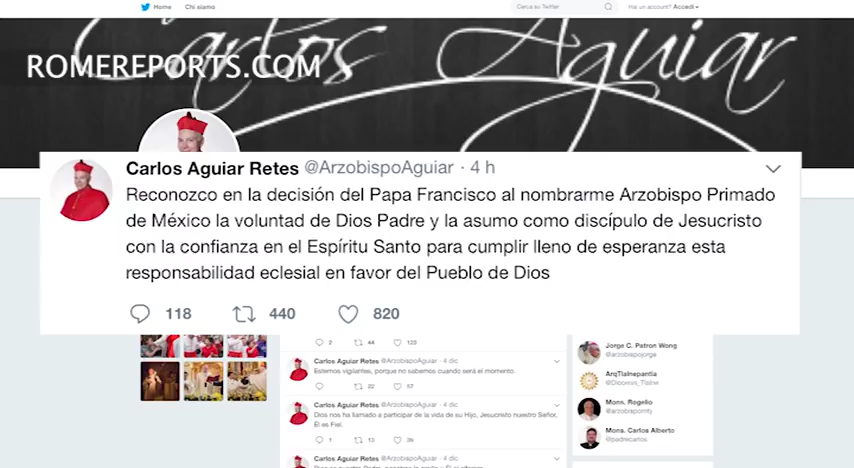 Home
Chi siamo
Cerca su Twitter
Hai un account? Accedi
Carlos Aguiar
ROMEREPORTS.COM
Carlos Aguiar Retes @ArzobispoAguiar · 4 h
Reconozco en la decisión del Papa Francisco al nombrarme Arzobispo Primado
de México la voluntad de Dios Padre y la asumo como discípulo de Jesucristo
con la confianza en el Espíritu Santo para cumplir lleno de esperanza esta
responsabilidad eclesial en favor del Pueblo de Dios
118 440 820
2 44 123
Carlos Aguiar Retes @ArzobispoAguiar · 4 dic
Estemos vigilantes, porque no sabemos cuando será el momento.
22 57
Carlos Aguiar Retes @ArzobispoAguiar · 4 dic
Dios nos ha llamado a participar de la vida de su Hijo, Jesucristo nuestro Señor,
Él es Fiel.
1 13 39
Carlos Aguiar Retes @ArzobispoAguiar · 4 dic
Jorge C. Patron Wong
@arzobispojorge
ArqTlalnepantla
@Diocesis_Tlalne
Mons. Rogelio
@arzobispomty
Mons. Carlos Alberto
@padrecarlos